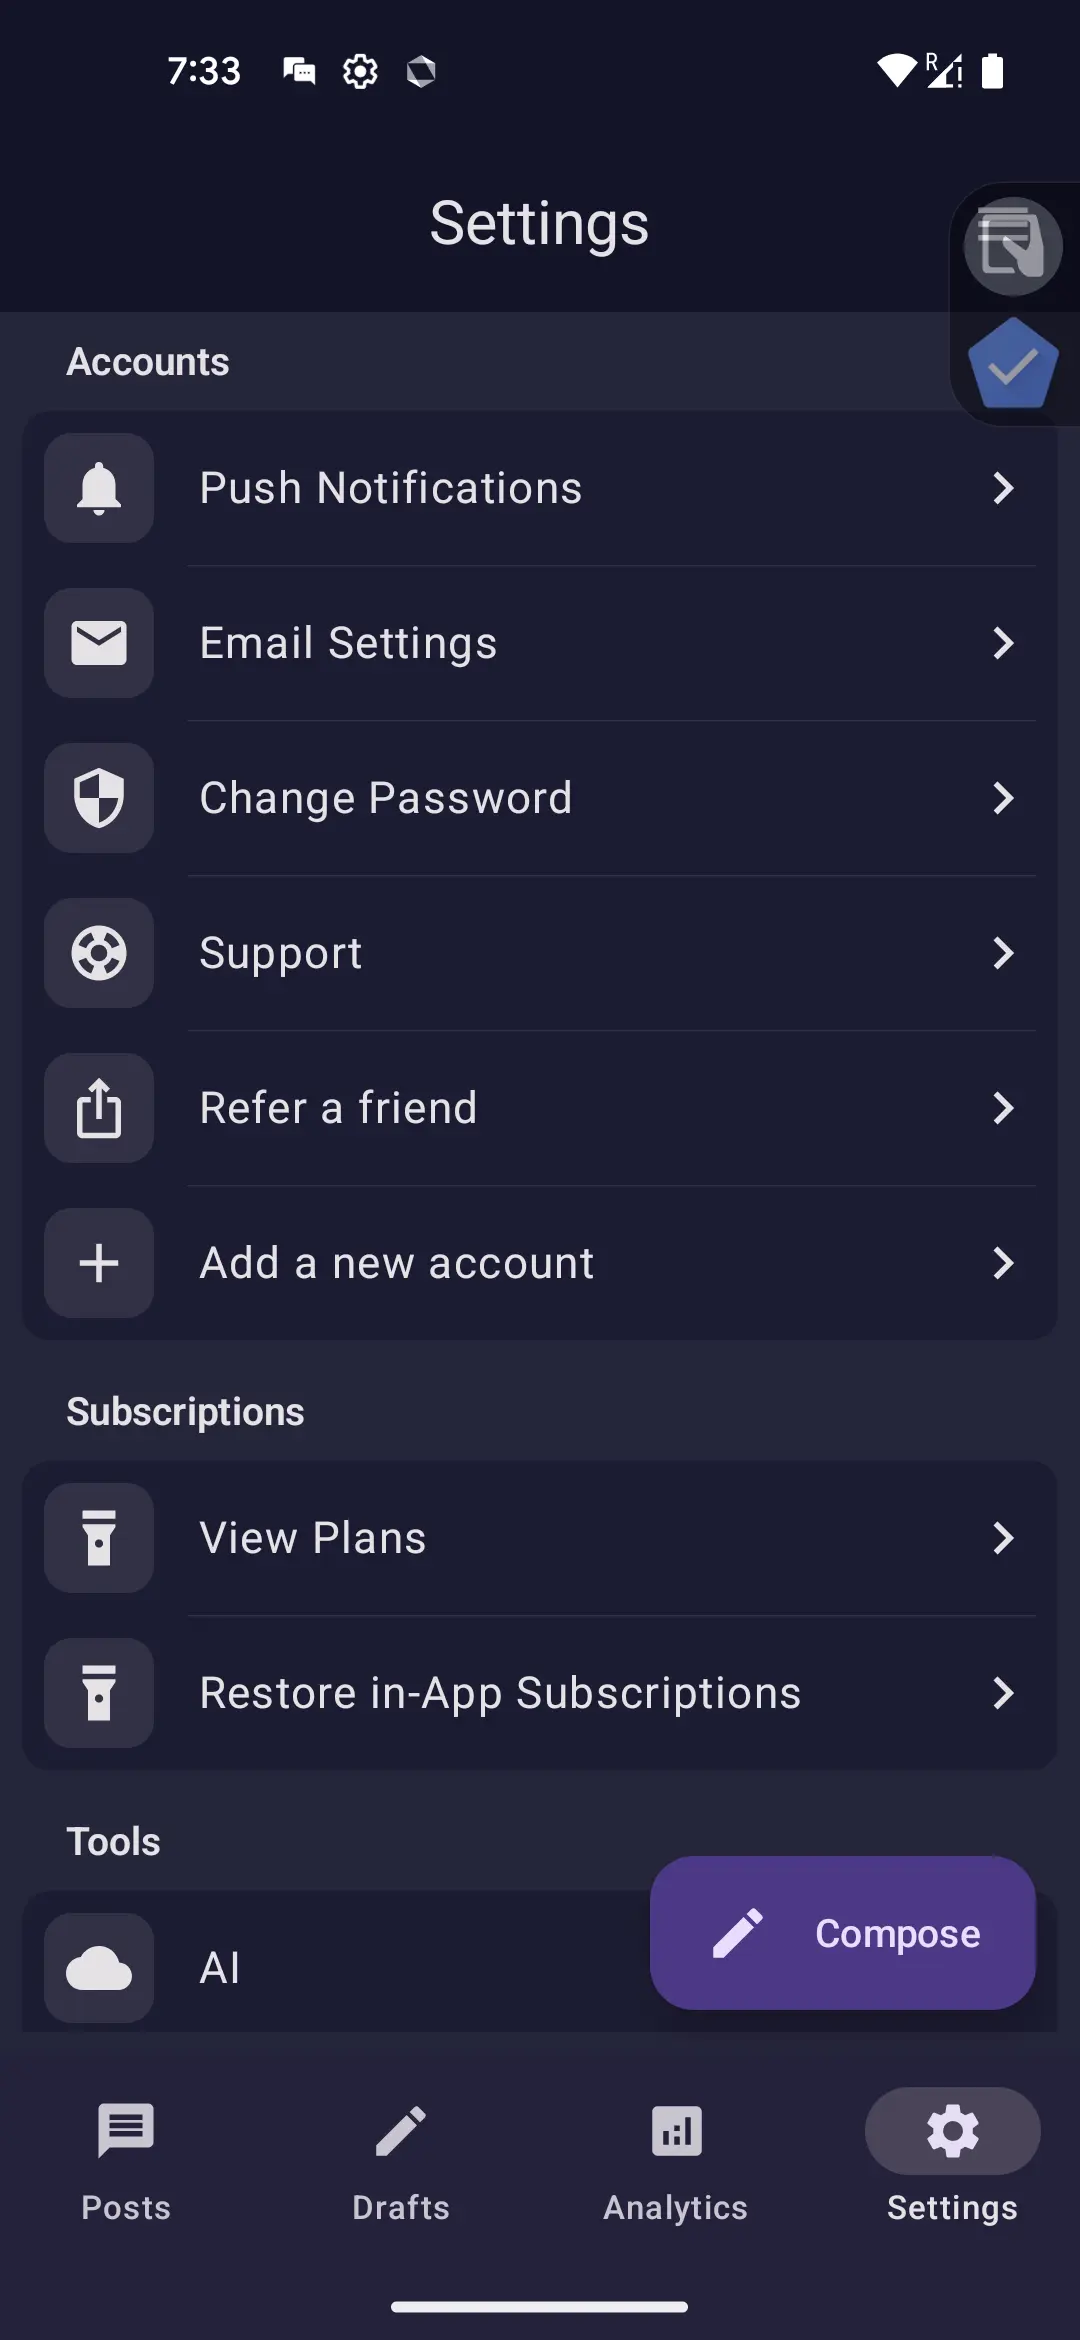 7:33
R
Settings
Accounts
Push Notifications
Email Settings
Change Password
Support
Refer a friend
Add a new account
Subscriptions
View Plans
Restore in-App Subscriptions
Tools
AI
Compose
Posts
Drafts
Analytics
Settings